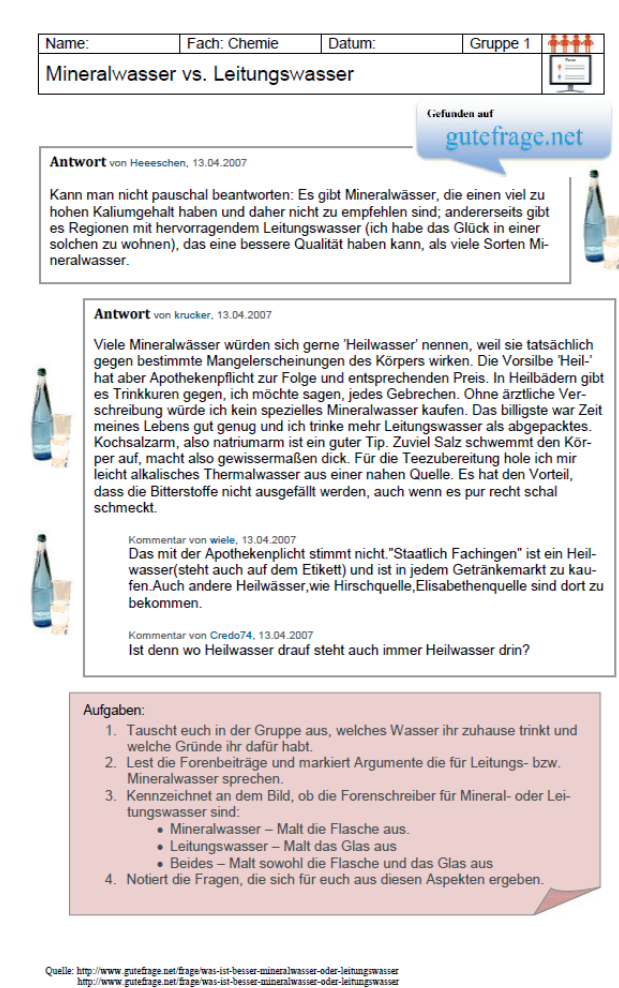 Name: Fach: Chemie Datum: Gruppe 1
Mineralwasser vs. Leitungswasser
Gefunden auf
gutefrage.net
Antwort von Heeeschen, 13.04.2007
Kann man nicht pauschal beantworten: Es gibt Mineralwässer, die einen viel zu
hohen Kaliumgehalt haben und daher nicht zu empfehlen sind; andererseits gibt
es Regionen mit hervorragendem Leitungswasser (ich habe das Glück in einer
solchen zu wohnen), das eine bessere Qualität haben kann, als viele Sorten Mi-
neralwasser.
Antwort von krucker, 13.04.2007
Viele Mineralwässer würden sich gerne 'Heilwasser' nennen, weil sie tatsächlich
gegen bestimmte Mangelerscheinungen des Körpers wirken. Die Vorsilbe 'Heil-'
hat aber Apothekenpflicht zur Folge und entsprechenden Preis. In Heilbädern gibt
es Trinkkuren gegen, ich möchte sagen, jedes Gebrechen. Ohne ärztliche Ver-
schreibung würde ich kein spezielles Mineralwasser kaufen. Das billigste war Zeit
meines Lebens gut genug und ich trinke mehr Leitungswasser als abgepacktes.
Kochsalzarm, also natriumarm ist ein guter Tip. Zuviel Salz schwemmt den Kör-
per auf, macht also gewissermaßen dick. Für die Teezubereitung hole ich mir
leicht alkalisches Thermalwasser aus einer nahen Quelle. Es hat den Vorteil,
dass die Bitterstoffe nicht ausgefällt werden, auch wenn es pur recht schal
schmeckt.
Kommentar von wiele, 13.04.2007
Das mit der Apothekenplicht stimmt nicht."Staatlich Fachingen" ist ein Heil-
wasser(steht auch auf dem Etikett) und ist in jedem Getränkemarkt zu kau-
fen.Auch andere Heilwässer,wie Hirschquelle,Elisabethenquelle sind dort zu
bekommen.
Kommentar von Credo74, 13.04.2007
Ist denn wo Heilwasser drauf steht auch immer Heilwasser drin?
Aufgaben:
1. Tauscht euch in der Gruppe aus, welches Wasser ihr zuhause trinkt und
welche Gründe ihr dafür habt.
2. Lest die Forenbeiträge und markiert Argumente die für Leitungs- bzw.
Mineralwasser sprechen.
3. Kennzeichnet an dem Bild, ob die Forenschreiber für Mineral- oder Lei-
tungswasser sind:
• Mineralwasser – Malt die Flasche aus.
• Leitungswasser – Malt das Glas aus
• Beides – Malt sowohl die Flasche und das Glas aus
4. Notiert die Fragen, die sich für euch aus diesen Aspekten ergeben.
Quelle: http://www.gutefrage.net/frage/was-ist-besser-mineralwasser-oder-leitungswasser
http://www.gutefrage.net/frage/was-ist-besser-mineralwasser-oder-leitungswasser